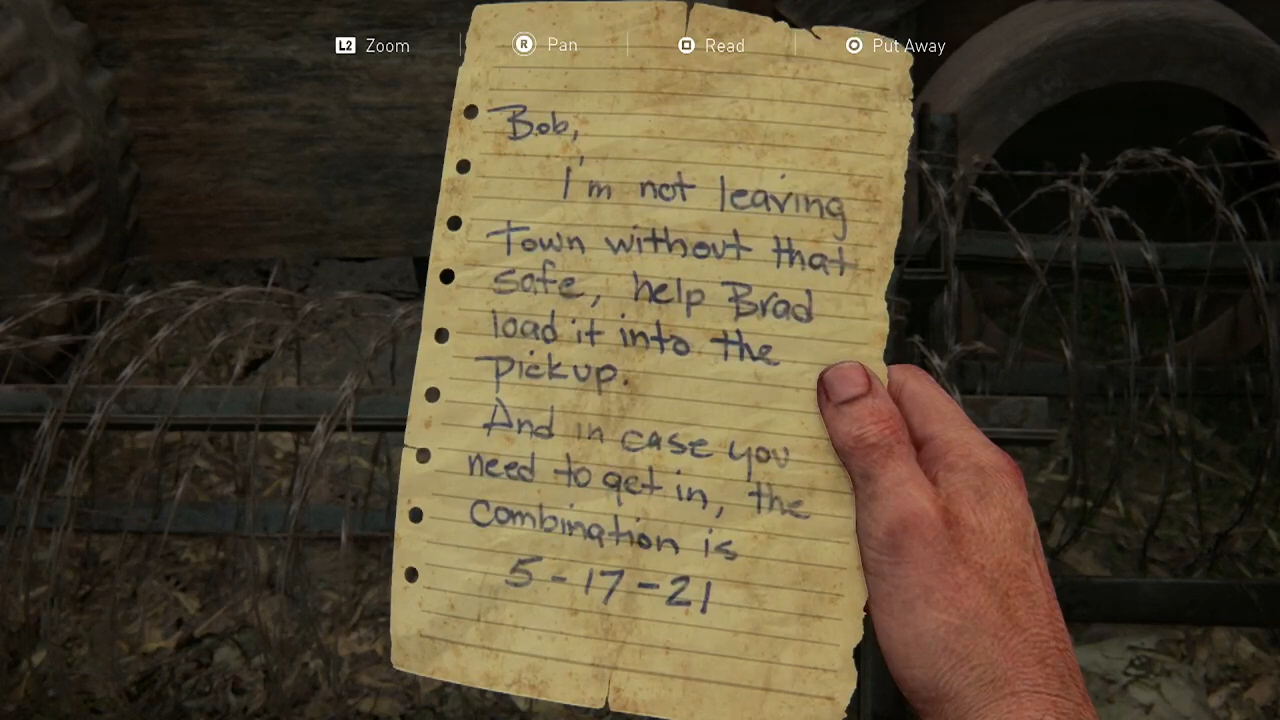 L2 Zoom R Pan Read Put Away
Bob,
I'm not leaving
Town without that
safe, help Brad
load it into the
Pickup.
And in case you
need to get in, the
Combination is
5-17-21